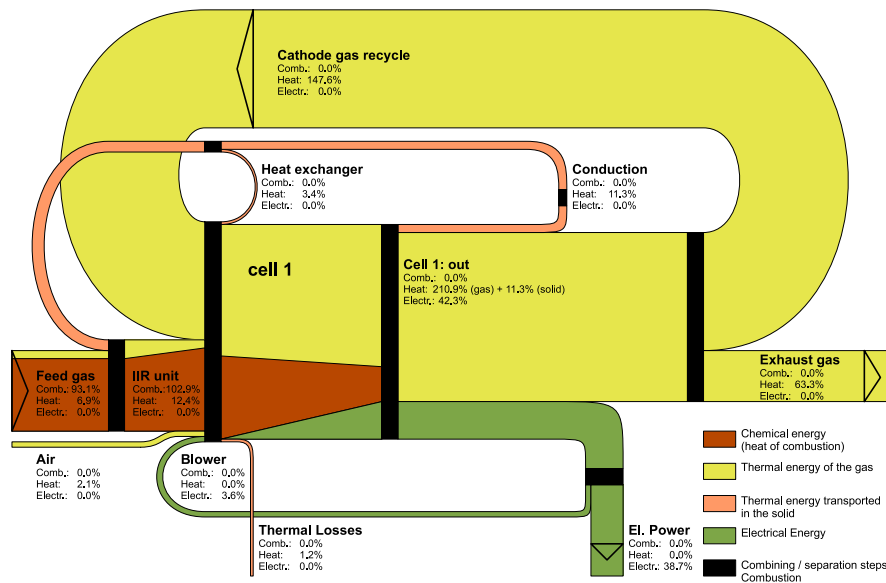 Cathode gas recycle
Comb.: 0.0%
Heat: 147.6%
Electr.: 0.0%
Heat exchanger
Comb.: 0.0%
Heat: 3.4%
Electr.: 0.0%
Conduction
Comb.: 0.0%
Heat: 11.3%
Electr.: 0.0%
cell 1
Cell 1: out
Comb.: 0.0%
Heat: 210.9% (gas) + 11.3% (solid)
Electr.: 42.3%
Feed gas
Comb.: 93.1%
Heat: 6.9%
Electr.: 0.0%
IIR unit
Comb.:102.9%
Heat: 12.4%
Electr.: 0.0%
Exhaust gas
Comb.: 0.0%
Heat: 63.3%
Electr.: 0.0%
Air
Comb.: 0.0%
Heat: 2.1%
Electr.: 0.0%
Blower
Comb.: 0.0%
Heat: 0.0%
Electr.: 3.6%
Thermal Losses
Comb.: 0.0%
Heat: 1.2%
Electr.: 0.0%
El. Power
Comb.: 0.0%
Heat: 0.0%
Electr.: 38.7%
Chemical energy
(heat of combustion)
Thermal energy of the gas
Thermal energy transported
in the solid
Electrical Energy
Combining / separation steps
Combustion